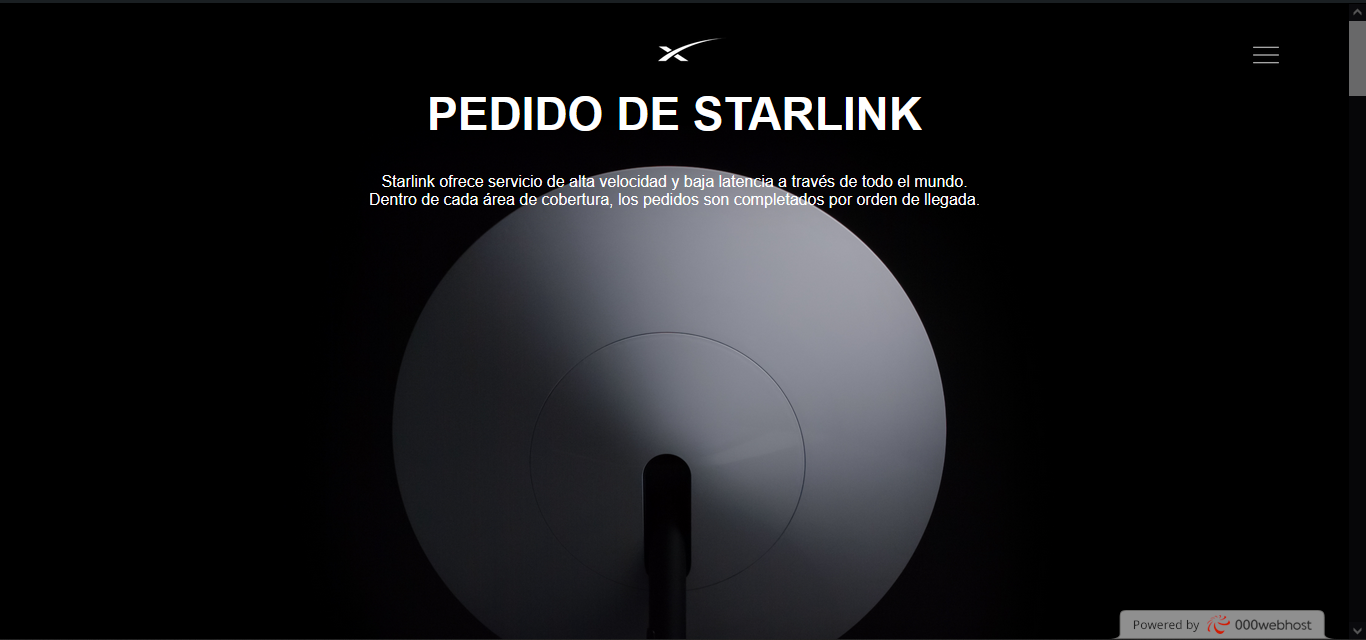 PEDIDO DE STARLINK
Starlink ofrece servicio de alta velocidad y baja latencia a través de todo el mundo.
Dentro de cada área de cobertura, los pedidos son completados por orden de llegada.
Powered by 000webhost